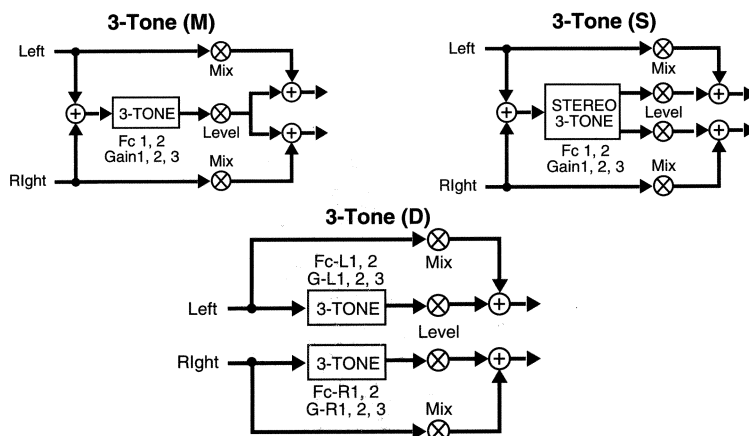 3-Tone (M)
Left
Mix
3-TONE
Level
Fc 1, 2
Gain1, 2, 3
RIght
Mix
3-Tone (S)
Left
Mix
STEREO
3-TONE
Level
Fc 1, 2
Gain1, 2, 3
RIght
Mix
3-Tone (D)
Fc-L1, 2
G-L1, 2, 3
Mix
Left
3-TONE
Level
RIght
3-TONE
Fc-R1, 2
G-R1, 2, 3
Mix